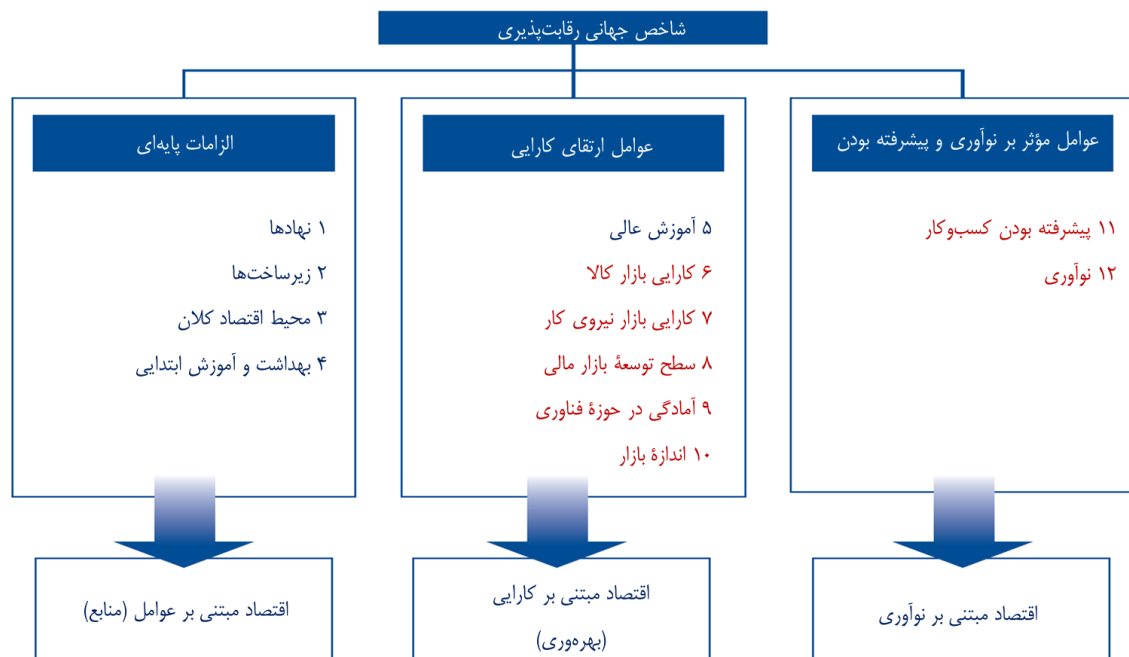 شاخص جهانی رقابت‌پذیری
عوامل مؤثر بر نوآوری و پیشرفته بودن
۱۱ پیشرفته بودن کسب‌وکار
۱۲ نوآوری
اقتصاد مبتنی بر نوآوری
عوامل ارتقای کارایی
۵ آموزش عالی
۶ کارایی بازار کالا
۷ کارایی بازار نیروی کار
۸ سطح توسعهٔ بازار مالی
۹ آمادگی در حوزهٔ فناوری
۱۰ اندازهٔ بازار
اقتصاد مبتنی بر کارایی
(بهره‌وری)
الزامات پایه‌ای
۱ نهادها
۲ زیرساخت‌ها
۳ محیط اقتصاد کلان
۴ بهداشت و آموزش ابتدایی
اقتصاد مبتنی بر عوامل (منابع)